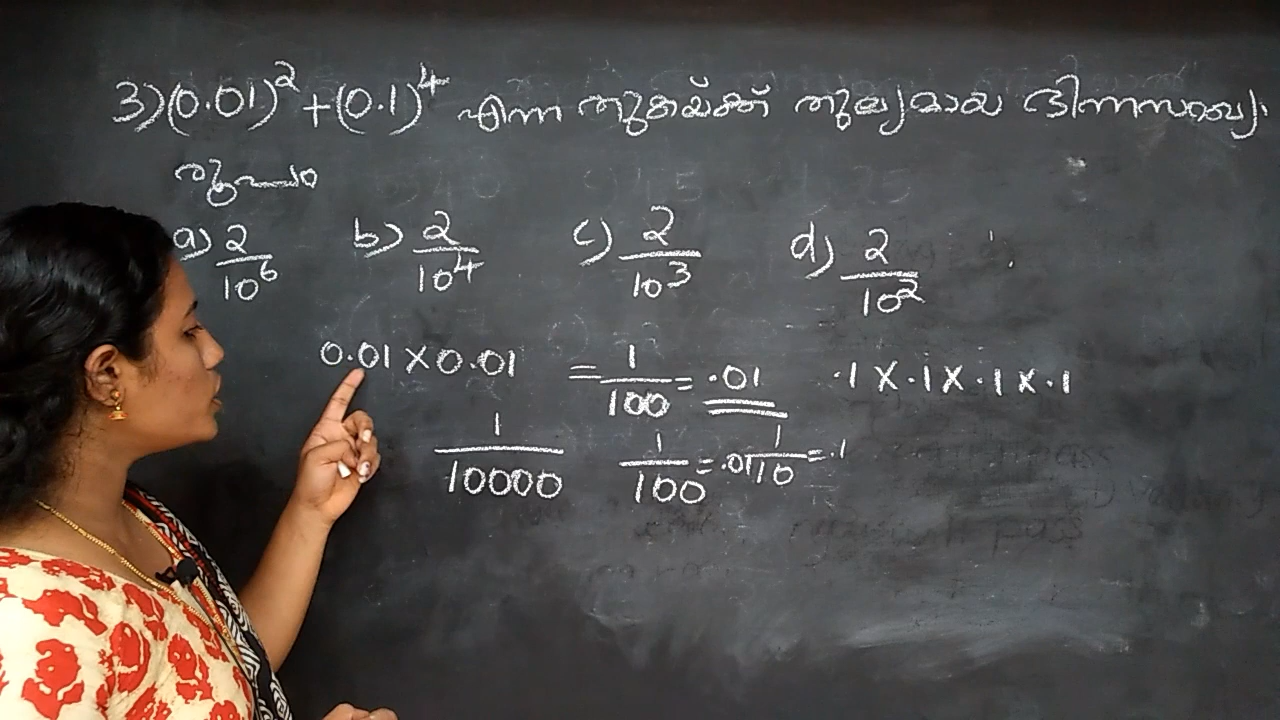 3) (0.01)² + (0.1)⁴ എന്ന തുകയ്ക്ക് തുല്യമായ ഭിന്നസംഖ്യാ
രൂപം
a) 2/10⁶ b) 2/10⁴ c) 2/10³ d) 2/10²
0.01 X 0.01 = 1/100 = .01 .1 X .1 X .1 X .1
1/10000 1/100 = .01 1/10 = .1